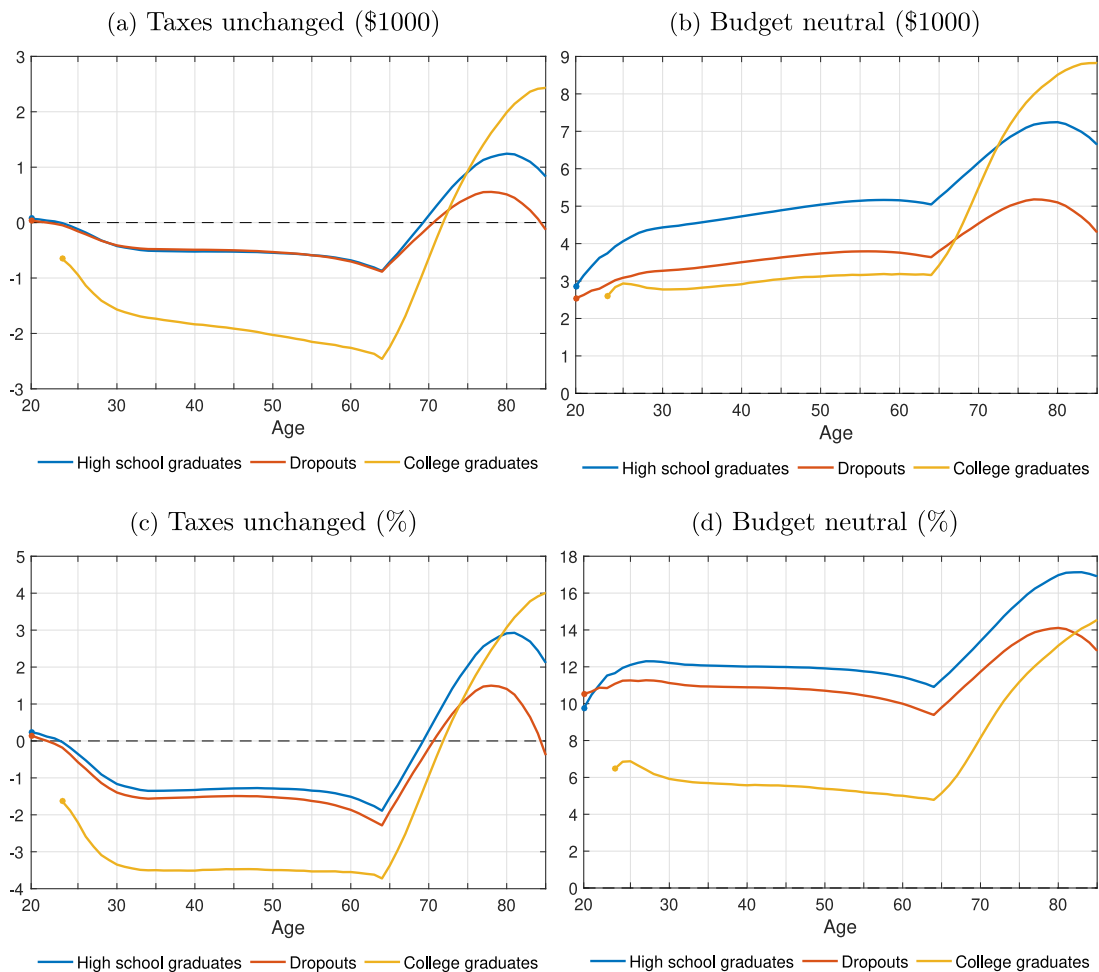 (a) Taxes unchanged ($1000)
3
2
1
0
-1
-2
-3
20 30 40 50 60 70 80
Age
High school graduates Dropouts College graduates
(b) Budget neutral ($1000)
9
8
7
6
5
4
3
2
1
0
20 30 40 50 60 70 80
Age
High school graduates Dropouts College graduates
(c) Taxes unchanged (%)
5
4
3
2
1
0
-1
-2
-3
-4
20 30 40 50 60 70 80
Age
High school graduates Dropouts College graduates
(d) Budget neutral (%)
18
16
14
12
10
8
6
4
2
0
20 30 40 50 60 70 80
Age
High school graduates Dropouts College graduates